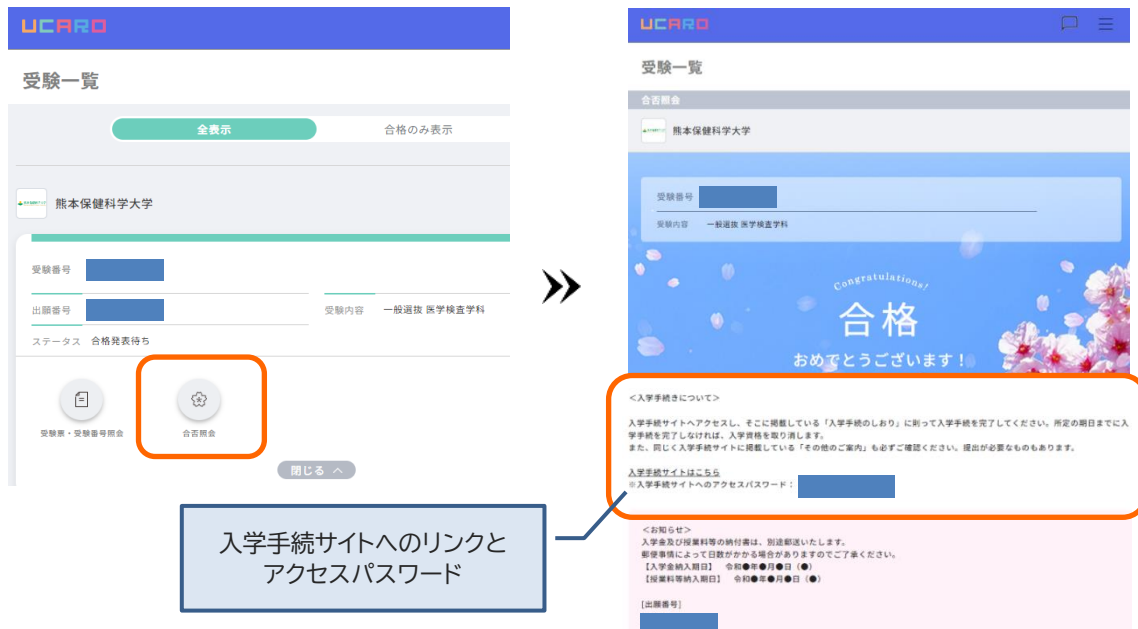 UCARO
受験一覧
全表示
合格のみ表示
熊本保健科学大学
受験番号
出願番号
受験内容 一般選抜 医学検査学科
ステータス 合格発表待ち
受験票・受験番号照会
合否照会
閉じる
入学手続サイトへのリンクと
アクセスパスワード
UCARO
受験一覧
合否照会
熊本保健科学大学
受験番号
受験内容 一般選抜 医学検査学科
Congratulations!
合格
おめでとうございます!
<入学手続きについて>
入学手続サイトへアクセスし、そこに掲載している「入学手続のしおり」に則って入学手続を完了してください。所定の期日までに入
学手続を完了しなければ、入学資格を取り消します。
また、同じく入学手続サイトに掲載している「その他のご案内」も必ずご確認ください。提出が必要なものもあります。
入学手続サイトはこちら
※入学手続サイトへのアクセスパスワード:
<お知らせ>
入学金及び授業料等の納付書は、別途郵送いたします。
郵便事情によって日数がかかる場合がありますのでご了承ください。
【入学金納入期日】 令和●年●月●日(●)
【授業料等納入期日】 令和●年●月●日(●)
[出願番号]